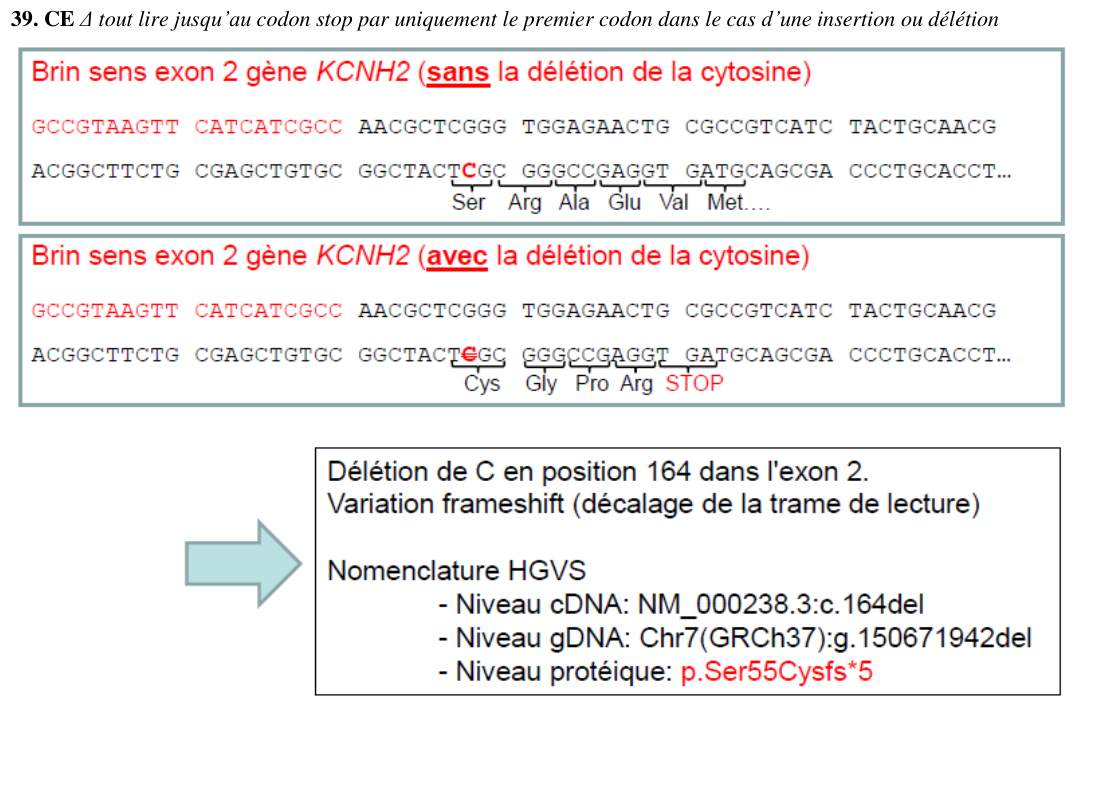 39. CE Δ tout lire jusqu’au codon stop par uniquement le premier codon dans le cas d’une insertion ou délétion
Brin sens exon 2 gène KCNH2 (sans la délétion de la cytosine)
GCCGTAAGTT CATCATCGCC AACGCTCGGG TGGAGAACTG CGCCGTCATC TACTGCAACG
ACGGCTTCTG CGAGCTGTGC GGCTACTCGC GGGCCGAGGT GATGCAGCGA CCCTGCACCT...
Ser Arg Ala Glu Val Met....
Brin sens exon 2 gène KCNH2 (avec la délétion de la cytosine)
GCCGTAAGTT CATCATCGCC AACGCTCGGG TGGAGAACTG CGCCGTCATC TACTGCAACG
ACGGCTTCTG CGAGCTGTGC GGCTACTCGC GGGCCGAGGT GATGCAGCGA CCCTGCACCT...
Cys Gly Pro Arg STOP
Délétion de C en position 164 dans l'exon 2.
Variation frameshift (décalage de la trame de lecture)
Nomenclature HGVS
- Niveau cDNA: NM_000238.3:c.164del
- Niveau gDNA: Chr7(GRCh37):g.150671942del
- Niveau protéique: p.Ser55Cysfs*5